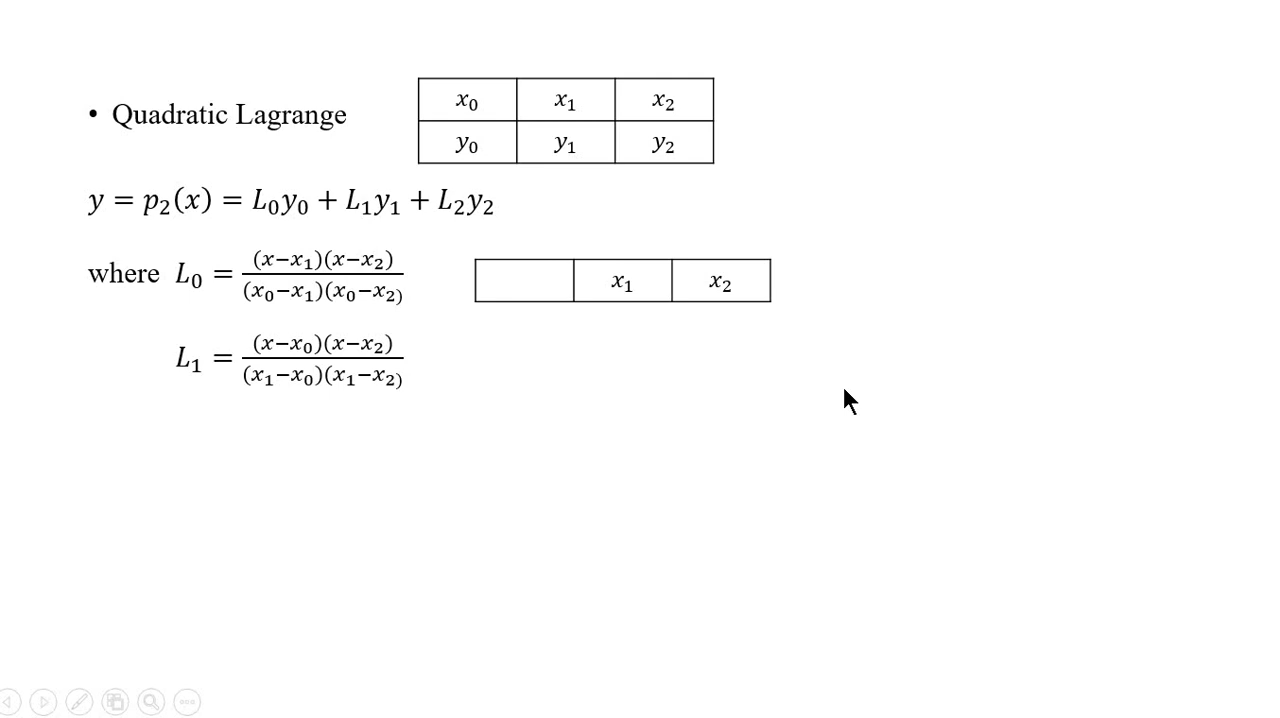 • Quadratic Lagrange
x₀ x₁ x₂
y₀ y₁ y₂
y = p₂(x) = L₀y₀ + L₁y₁ + L₂y₂
where L₀ = (x−x₁)(x−x₂) / (x₀−x₁)(x₀−x₂)
x₁ x₂
L₁ = (x−x₀)(x−x₂) / (x₁−x₀)(x₁−x₂)